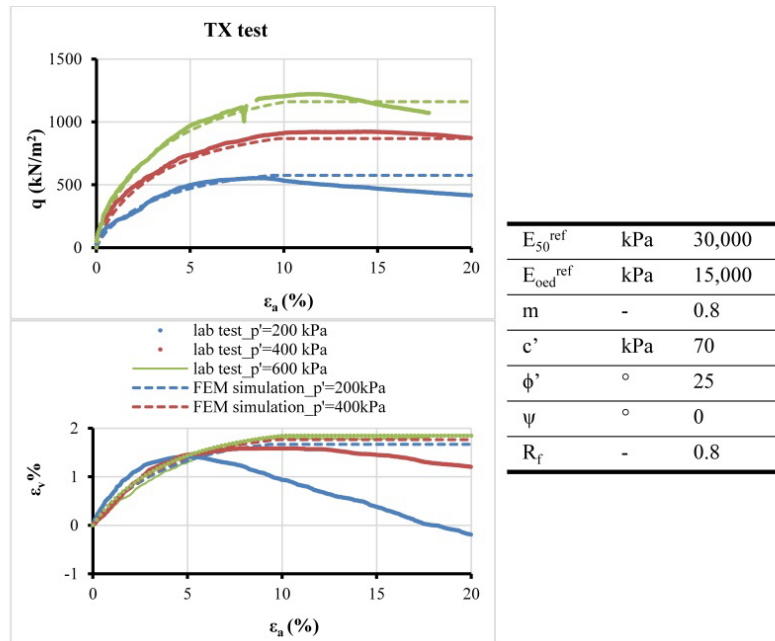 TX test
1500
1000
500
0
0 5 10 15 20
q (kN/m²)
εₐ (%)
lab test_p'=200 kPa
lab test_p'=400 kPa
lab test_p'=600 kPa
FEM simulation_p'=200kPa
FEM simulation_p'=400kPa
2
1
0
-1
0 5 10 15 20
εᵥ%
εₐ (%)
E₅₀ʳᵉᶠ kPa 30,000
Eₒₑdʳᵉᶠ kPa 15,000
m - 0.8
c’ kPa 70
ϕ’ ° 25
ψ ° 0
R_f - 0.8